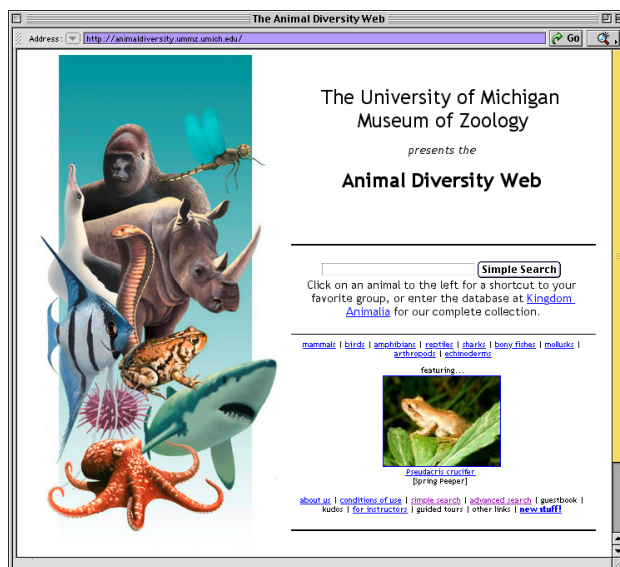 The Animal Diversity Web
Address: http://animaldiversity.ummz.umich.edu/ Go
The University of Michigan
Museum of Zoology
presents the
Animal Diversity Web
Simple Search
Click on an animal to the left for a shortcut to your
favorite group, or enter the database at Kingdom
Animalia for our complete collection.
mammals | birds | amphibians | reptiles | sharks | bony fishes | mollusks |
arthropods | echinoderms
featuring...
Pseudacris crucifer
[Spring Peeper]
about us | conditions of use | simple search | advanced search | guestbook |
kudos | for instructors | guided tours | other links | new stuff!